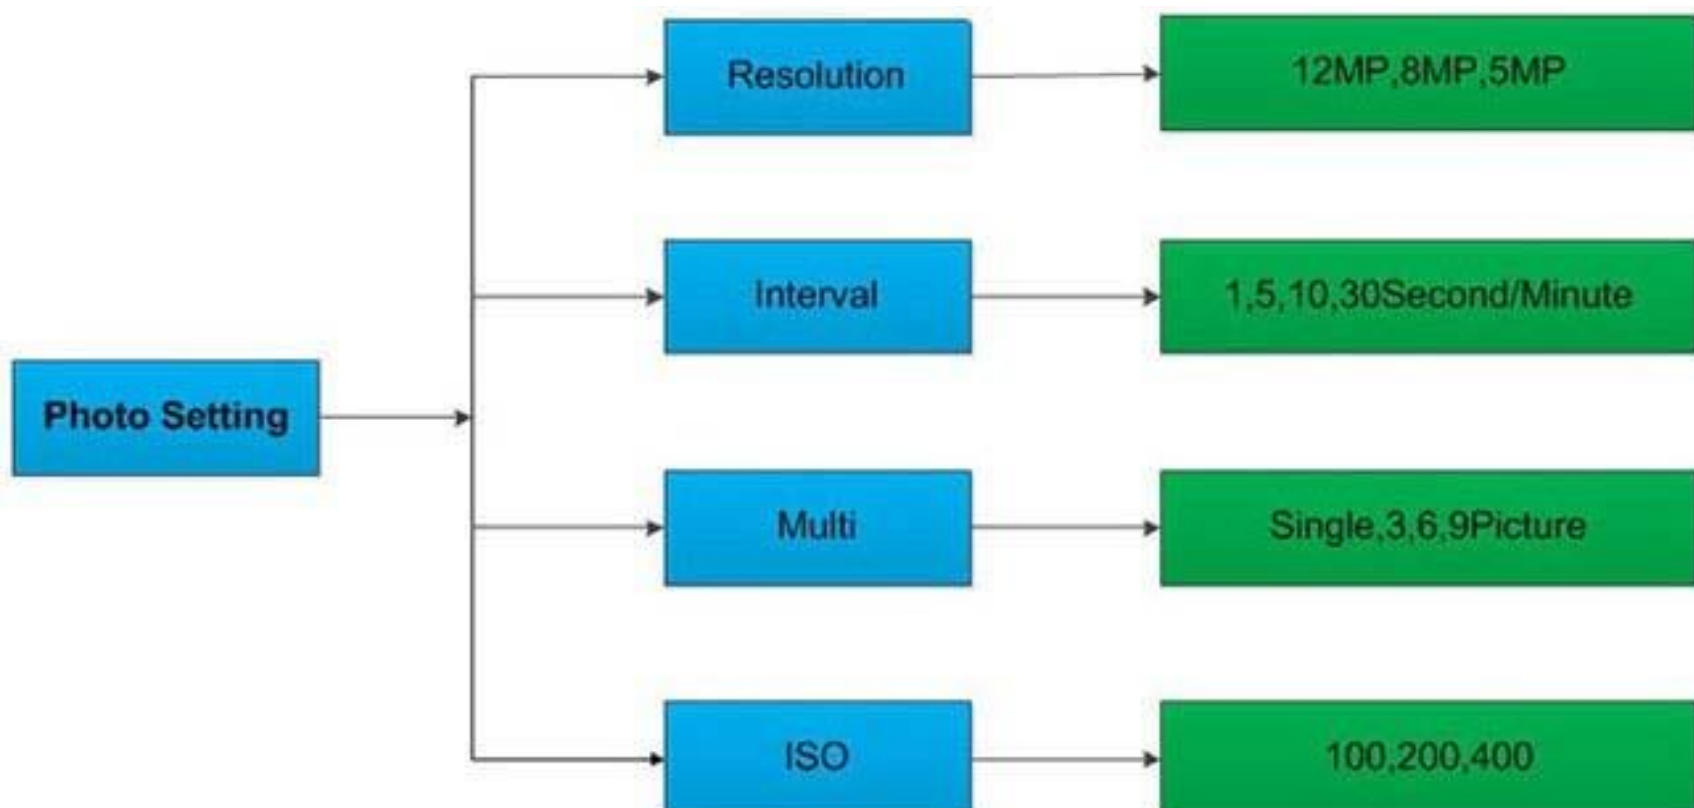 Resolution
12MP,8MP,5MP
Interval
1,5,10,30Second/Minute
Photo Setting
Multi
Single,3,6,9Picture
ISO
100,200,400